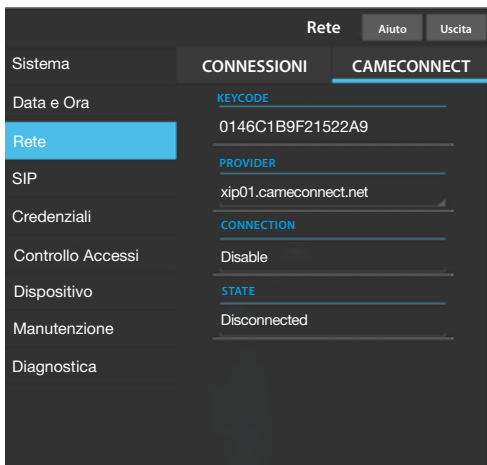 Rete Aiuto Uscita
Sistema
Data e Ora
Rete
SIP
Credenziali
Controllo Accessi
Dispositivo
Manutenzione
Diagnostica
CONNESSIONI CAMECONNECT
KEYCODE
0146C1B9F21522A9
PROVIDER
xip01.cameconnect.net
CONNECTION
Disable
STATE
Disconnected